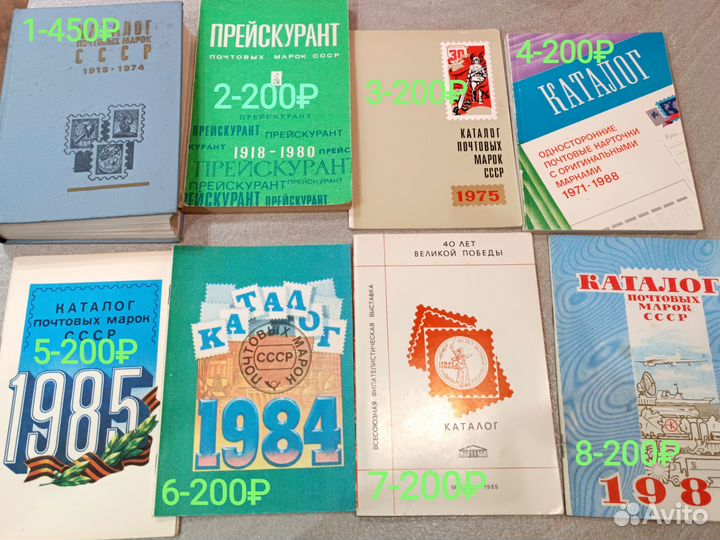 1-450₽
КАТАЛОГ
ПОЧТОВЫХ МАРОК
СССР
1918-1974
ПРЕЙСКУРАНТ
ПОЧТОВЫХ МАРОК СССР
2-200₽
ПРЕЙСКУРАНТ
ПРЕЙСКУРАНТ ПРЕЙСКУРАНТ
1918-1980
ПРЕЙСКУРАНТ
3-200₽
КАТАЛОГ
ПОЧТОВЫХ
МАРОК
СССР
1975
4-200₽
КАТАЛОГ
ОДНОСТОРОННИЕ
ПОЧТОВЫЕ КАРТОЧКИ
С ОРИГИНАЛЬНЫМИ
МАРКАМИ
1971-1988
КАТАЛОГ
ПОЧТОВЫХ МАРОК
СССР
5-200₽
1985
КАТАЛОГ
ПОЧТОВЫХ МАРОК
СССР
1984
6-200₽
40 ЛЕТ
ВЕЛИКОЙ ПОБЕДЫ
ВСЕСОЮЗНАЯ ФИЛАТЕЛИСТИЧЕСКАЯ ВЫСТАВКА
КАТАЛОГ
1985
7-200₽
КАТАЛОГ
ПОЧТОВЫХ
МАРОК
СССР
8-200₽
198
Avito